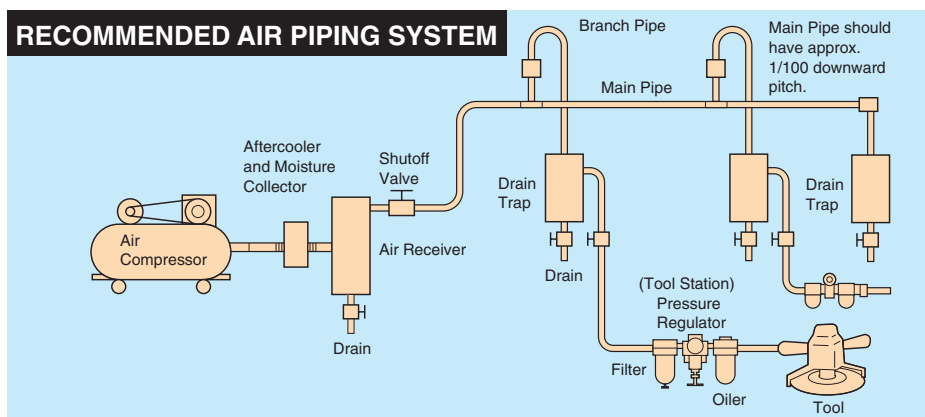 RECOMMENDED AIR PIPING SYSTEM
Branch Pipe
Main Pipe should
have approx.
1/100 downward
pitch.
Main Pipe
Aftercooler
and Moisture
Collector
Shutoff
Valve
Drain
Trap
Drain
Trap
Air
Compressor
Air Receiver
Drain
(Tool Station)
Pressure
Regulator
Drain
Filter
Oiler
Tool